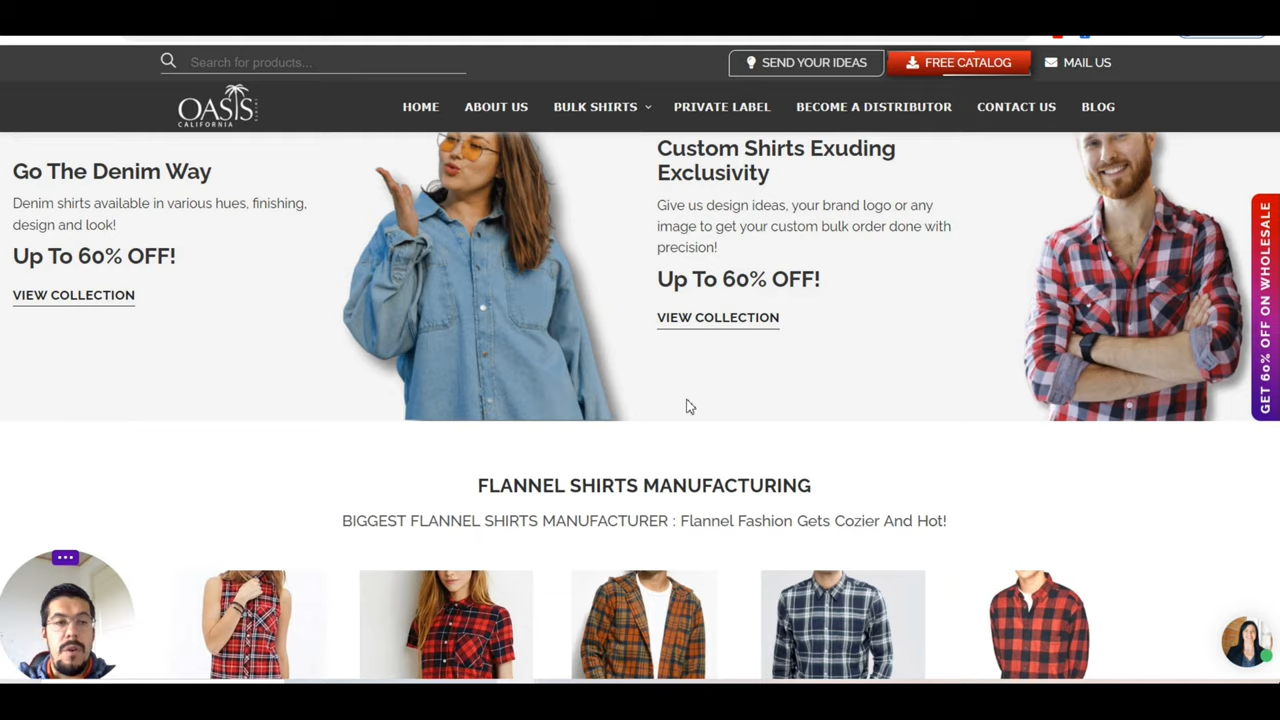 Search for products...
SEND YOUR IDEAS
FREE CATALOG
MAIL US
OASIS
CALIFORNIA
HOME
ABOUT US
BULK SHIRTS
PRIVATE LABEL
BECOME A DISTRIBUTOR
CONTACT US
BLOG
Go The Denim Way
Denim shirts available in various hues, finishing,
design and look!
Up To 60% OFF!
VIEW COLLECTION
Custom Shirts Exuding
Exclusivity
Give us design ideas, your brand logo or any
image to get your custom bulk order done with
precision!
Up To 60% OFF!
VIEW COLLECTION
GET 60% OFF ON WHOLESALE
FLANNEL SHIRTS MANUFACTURING
BIGGEST FLANNEL SHIRTS MANUFACTURER : Flannel Fashion Gets Cozier And Hot!